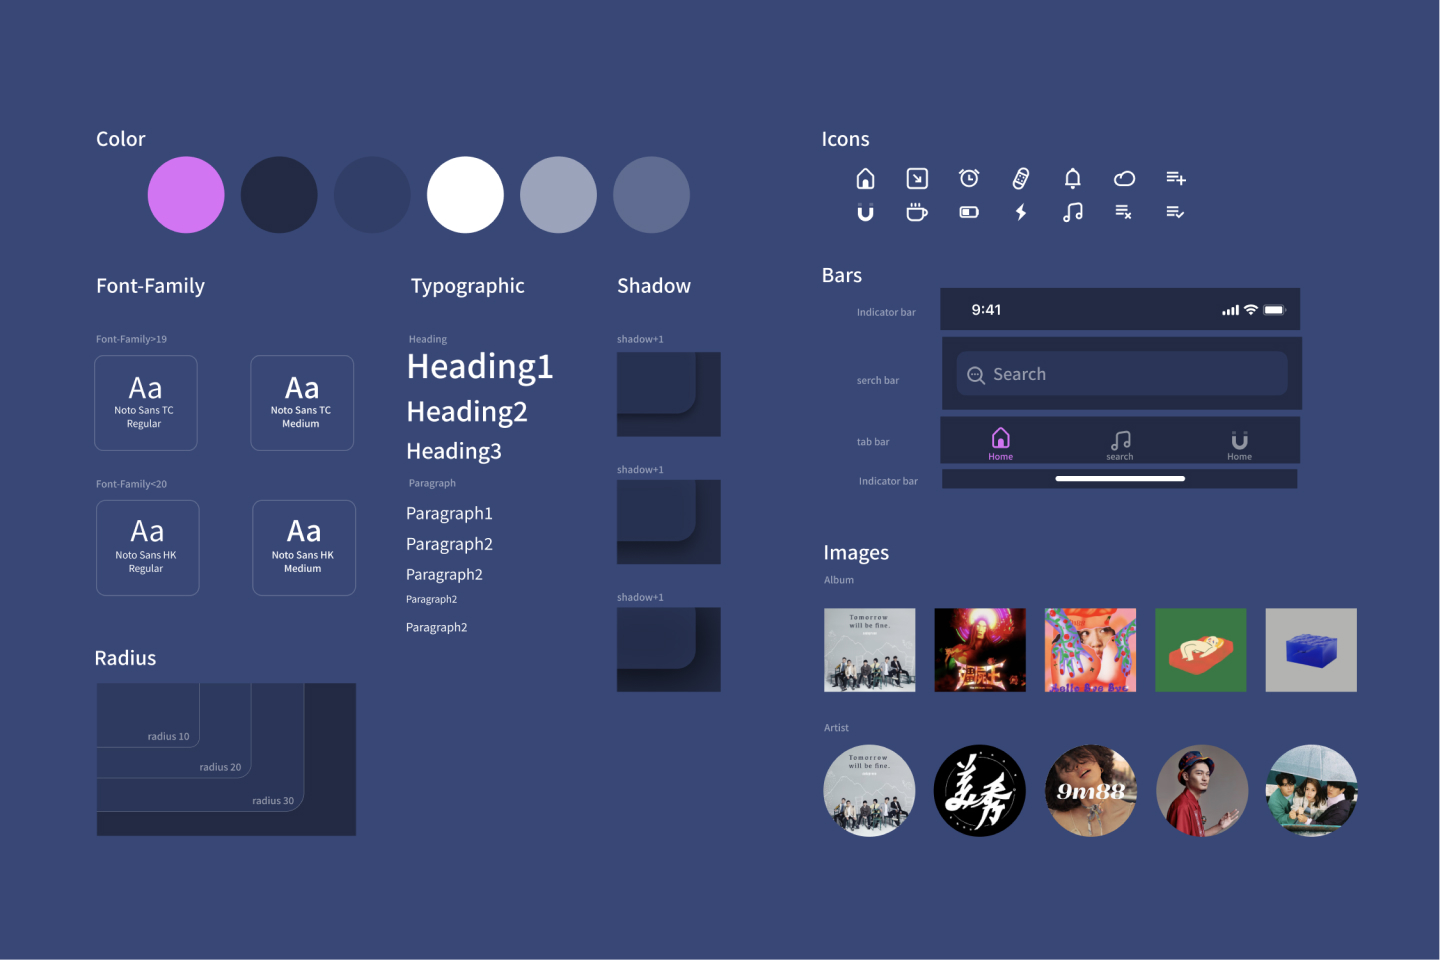 Color
Font-Family
Font-Family>19
Aa
Noto Sans TC
Regular
Aa
Noto Sans TC
Medium
Font-Family<20
Aa
Noto Sans HK
Regular
Aa
Noto Sans HK
Medium
Radius
radius 10
radius 20
radius 30
Typographic
Heading
Heading1
Heading2
Heading3
Paragraph
Paragraph1
Paragraph2
Paragraph2
Paragraph2
Paragraph2
Shadow
shadow+1
shadow+1
shadow+1
Icons
Bars
Indicator bar
9:41
serch bar
Search
tab bar
Home
search
Home
Indicator bar
Images
Album
Tomorrow
will be fine.
Artist
Tomorrow
will be fine.
美秀
9m88